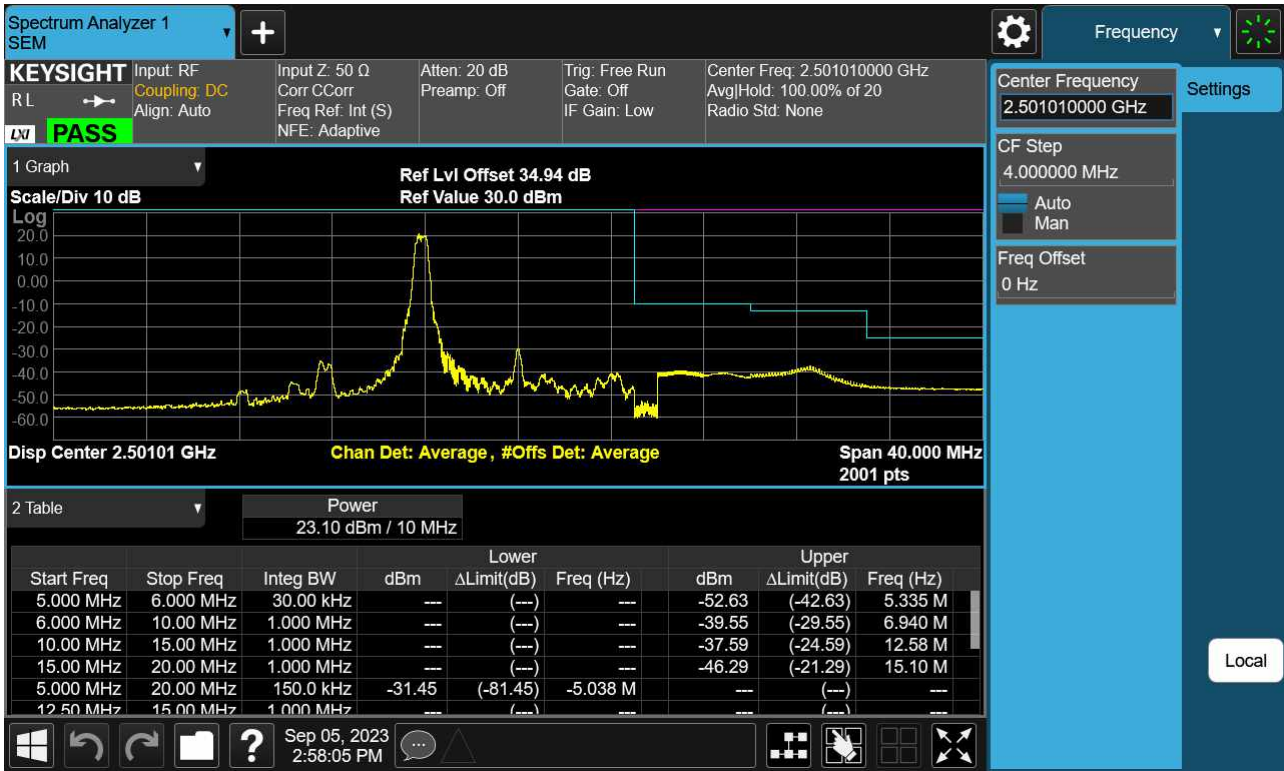 Spectrum Analyzer 1
SEM
+
Frequency
KEYSIGHT
R L
LXI
PASS
Input: RF
Coupling: DC
Align: Auto
Input Z: 50 Ω
Corr CCorr
Freq Ref: Int (S)
NFE: Adaptive
Atten: 20 dB
Preamp: Off
Trig: Free Run
Gate: Off
IF Gain: Low
Center Freq: 2.501010000 GHz
Avg|Hold: 100.00% of 20
Radio Std: None
Center Frequency
2.501010000 GHz
Settings
CF Step
4.000000 MHz
Auto
Man
Freq Offset
0 Hz
1 Graph
Scale/Div 10 dB
Ref Lvl Offset 34.94 dB
Ref Value 30.0 dBm
Log
20.0
10.0
0.00
-10.0
-20.0
-30.0
-40.0
-50.0
-60.0
Disp Center 2.50101 GHz
Chan Det: Average, #Offs Det: Average
Span 40.000 MHz
2001 pts
2 Table
Power
23.10 dBm / 10 MHz
Lower Upper
Start Freq Stop Freq Integ BW dBm ΔLimit(dB) Freq (Hz) dBm ΔLimit(dB) Freq (Hz)
5.000 MHz 6.000 MHz 30.00 kHz --- (---) --- -52.63 (-42.63) 5.335 M
6.000 MHz 10.00 MHz 1.000 MHz --- (---) --- -39.55 (-29.55) 6.940 M
10.00 MHz 15.00 MHz 1.000 MHz --- (---) --- -37.59 (-24.59) 12.58 M
15.00 MHz 20.00 MHz 1.000 MHz --- (---) --- -46.29 (-21.29) 15.10 M
5.000 MHz 20.00 MHz 150.0 kHz -31.45 (-81.45) -5.038 M --- (---) ---
12.50 MHz 15.00 MHz 1.000 MHz --- (---) --- --- (---) ---
Local
?
Sep 05, 2023
2:58:05 PM